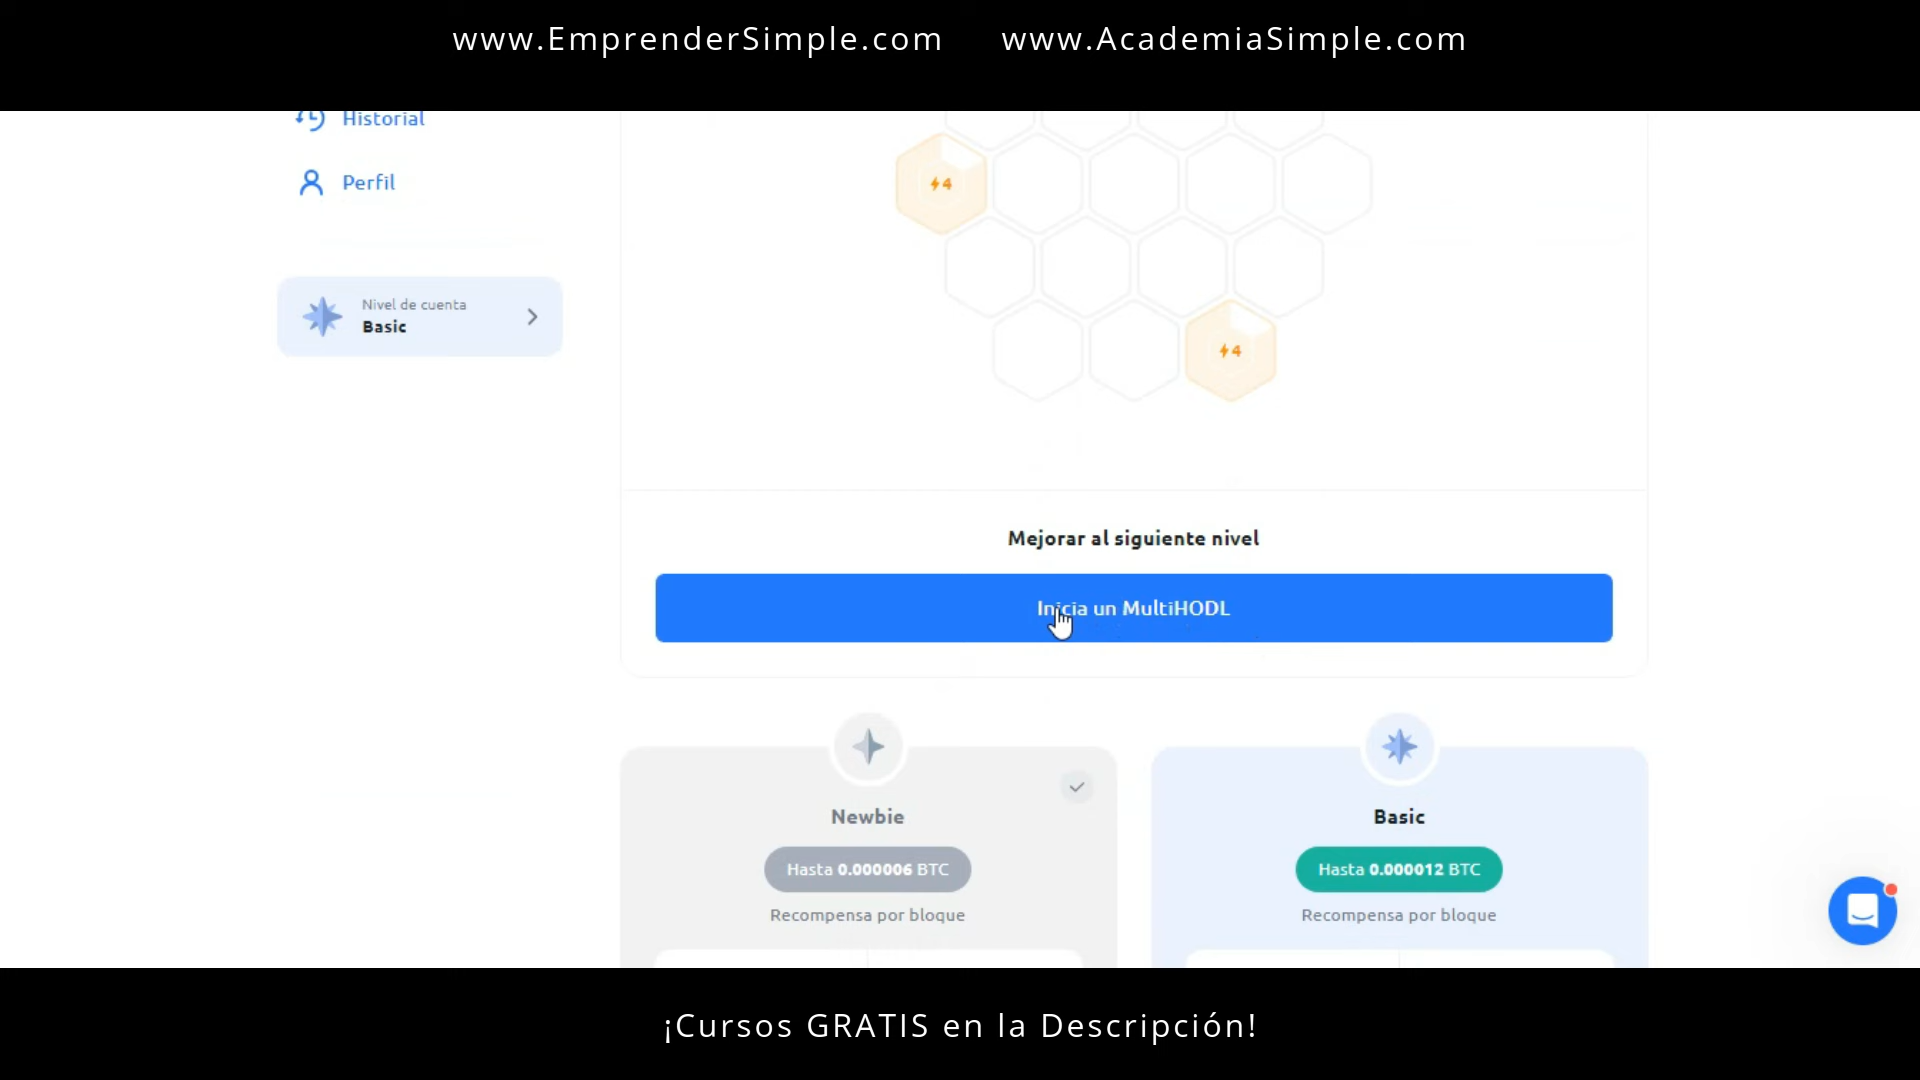 www.EmprenderSimple.com www.AcademiaSimple.com
Historial
Perfil
Nivel de cuenta
Basic
4
4
Mejorar al siguiente nivel
Inicia un MultiHODL
Newbie
Hasta 0.000006 BTC
Recompensa por bloque
Basic
Hasta 0.000012 BTC
Recompensa por bloque
¡Cursos GRATIS en la Descripción!